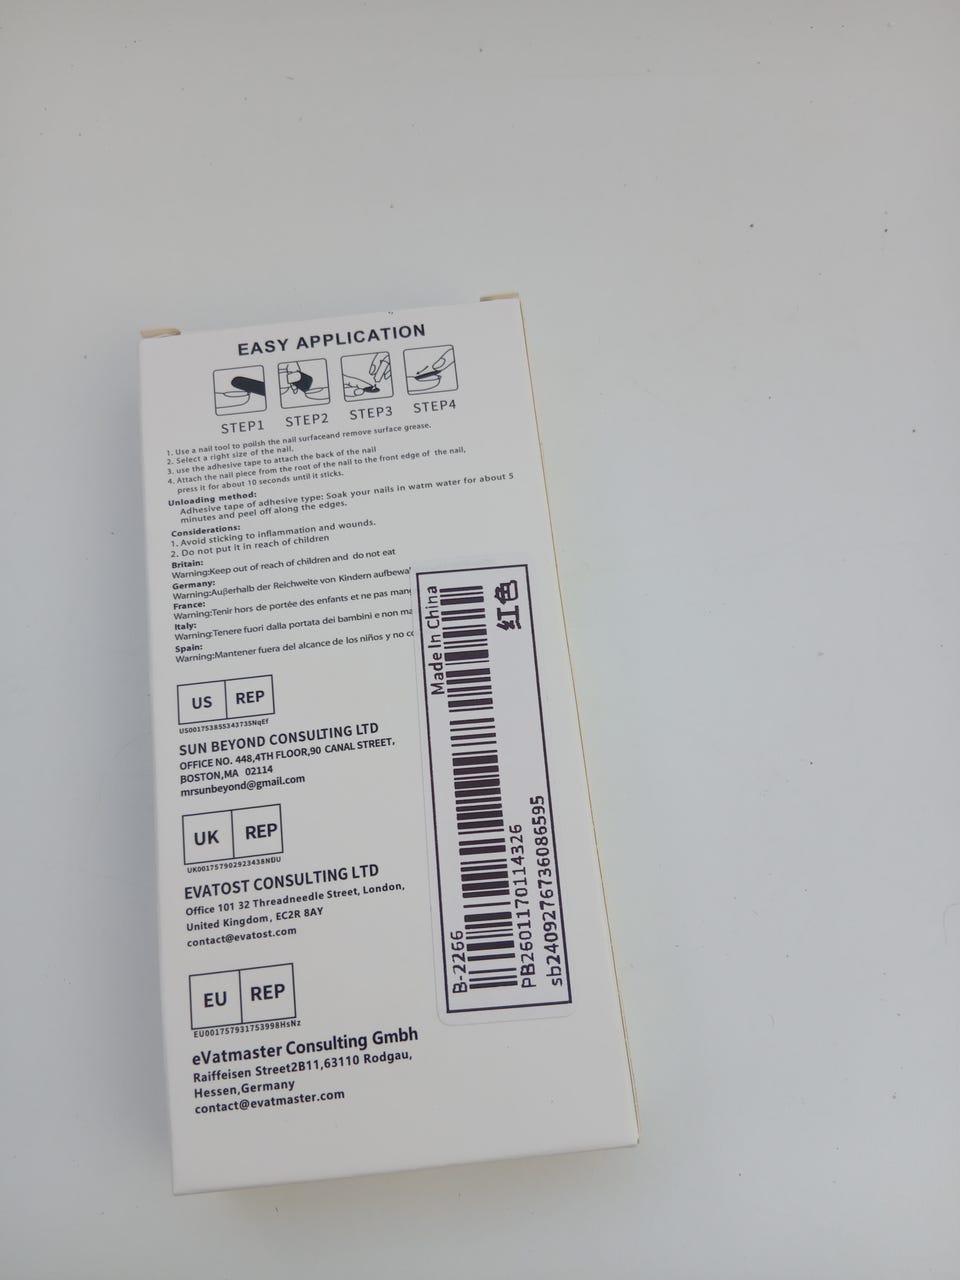 EASY APPLICATION
STEP1 STEP2 STEP3 STEP4
1. Use a nail tool to polish the nail surfaceand remove surface grease.
2. Select a right size of the nail.
3. use the adhesive tape to attach the back of the nail
4. Attach the nail piece from the root of the nail to the front edge of the nail,
press it for about 10 seconds until it sticks.
Unloading method:
Adhesive tape of adhesive type: Soak your nails in watm water for about 5
minutes and peel off along the edges.
Considerations:
1. Avoid sticking to inflammation and wounds.
2. Do not put it in reach of children
Britain:
Warning:Keep out of reach of children and do not eat
Germany:
Warning:Außerhalb der Reichweite von Kindern
France:
Warning:Tenir hors de portée des enfants et ne pas
Italy:
Warning:Tenere fuori dalla portata dei bambini e non
Spain:
Warning:Mantener fuera del alcance de los niños y no
US REP
US001753855343735NqEf
SUN BEYOND CONSULTING LTD
OFFICE NO. 448,4TH FLOOR,90 CANAL STREET,
BOSTON,MA 02114
mrsunbeyond@gmail.com
UK REP
UK001757902923438NDU
EVATOST CONSULTING LTD
Office 101 32 Threadneedle Street, London,
United Kingdom, EC2R 8AY
contact@evatost.com
EU REP
EU001757931753998HsNz
eVatmaster Consulting Gmbh
Raiffeisen Street2B11,63110 Rodgau,
Hessen,Germany
contact@evatmaster.com
B-2266 Made In China
PB2601170114326 红色
sb2409276736086595